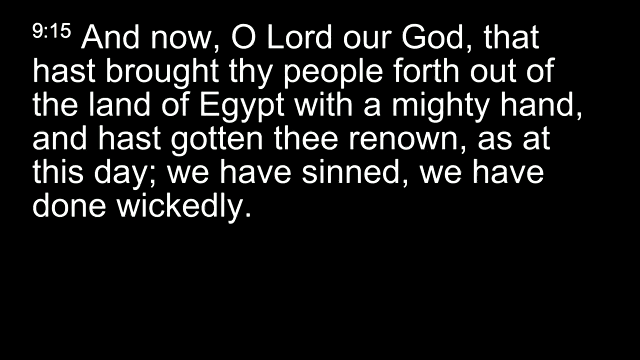 9:15 And now, O Lord our God, that
hast brought thy people forth out of
the land of Egypt with a mighty hand,
and hast gotten thee renown, as at
this day; we have sinned, we have
done wickedly.